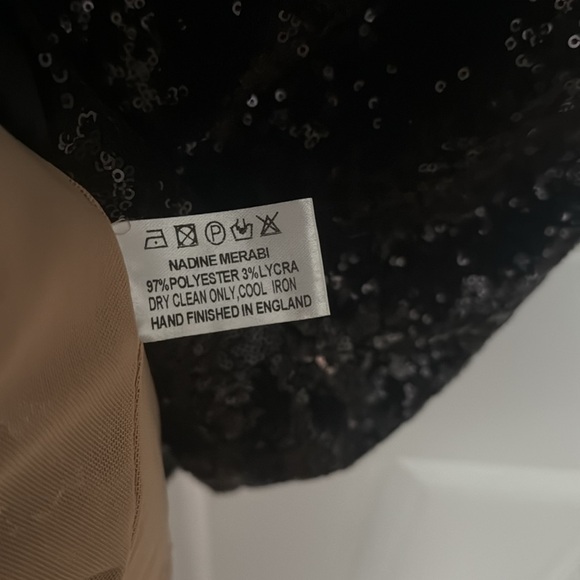 NADINE MERABI
97%POLYESTER 3%LYCRA
DRY CLEAN ONLY,COOL IRON
HAND FINISHED IN ENGLAND